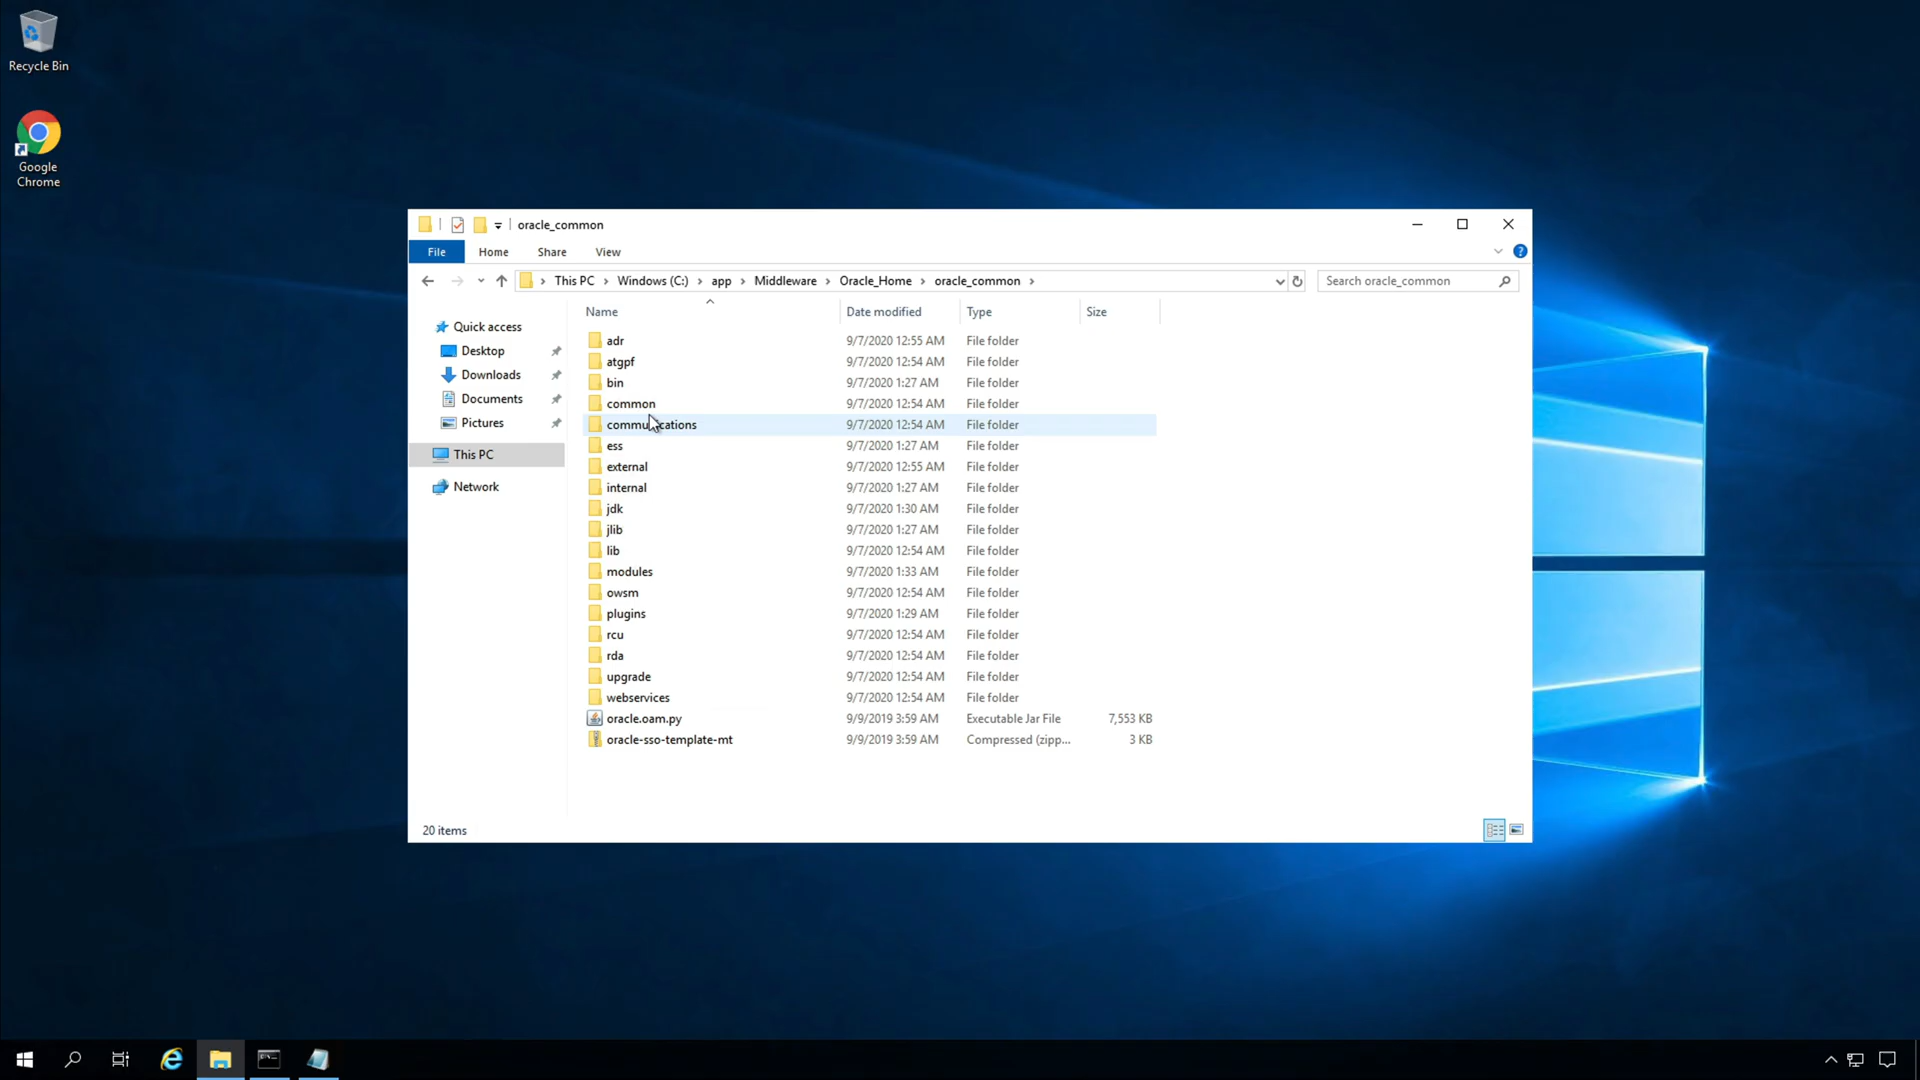 Recycle Bin
Google
Chrome
oracle_common
File Home Share View
This PC Windows (C:) app Middleware Oracle_Home oracle_common
Search oracle_common
Quick access
Desktop
Downloads
Documents
Pictures
This PC
Network
Name Date modified Type Size
adr 9/7/2020 12:55 AM File folder
atgpf 9/7/2020 12:54 AM File folder
bin 9/7/2020 1:27 AM File folder
common 9/7/2020 12:54 AM File folder
communications 9/7/2020 12:54 AM File folder
ess 9/7/2020 1:27 AM File folder
external 9/7/2020 12:55 AM File folder
internal 9/7/2020 1:27 AM File folder
jdk 9/7/2020 1:30 AM File folder
jlib 9/7/2020 1:27 AM File folder
lib 9/7/2020 12:54 AM File folder
modules 9/7/2020 1:33 AM File folder
owsm 9/7/2020 12:54 AM File folder
plugins 9/7/2020 1:29 AM File folder
rcu 9/7/2020 12:54 AM File folder
rda 9/7/2020 12:54 AM File folder
upgrade 9/7/2020 12:54 AM File folder
webservices 9/7/2020 12:54 AM File folder
oracle.oam.py 9/9/2019 3:59 AM Executable Jar File 7,553 KB
oracle-sso-template-mt 9/9/2019 3:59 AM Compressed (zipp... 3 KB
20 items